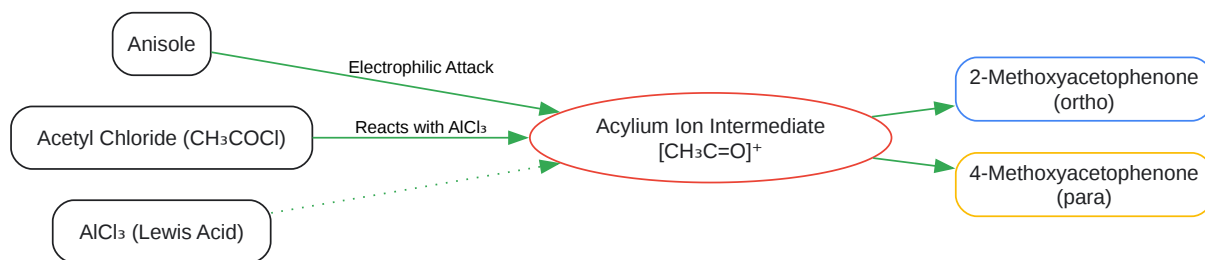 Anisole
Electrophilic Attack
Acetyl Chloride (CH₃COCl)
Reacts with AlCl₃
AlCl₃ (Lewis Acid)
Acylium Ion Intermediate
[CH₃C=O]⁺
2-Methoxyacetophenone
(ortho)
4-Methoxyacetophenone
(para)